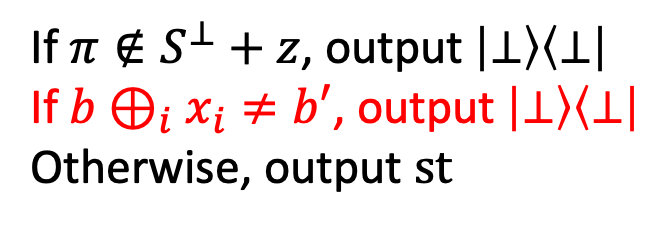 If π ∉ S^⊥ + z, output |⊥⟩⟨⊥|
If b ⊕_i x_i ≠ b′, output |⊥⟩⟨⊥|
Otherwise, output st